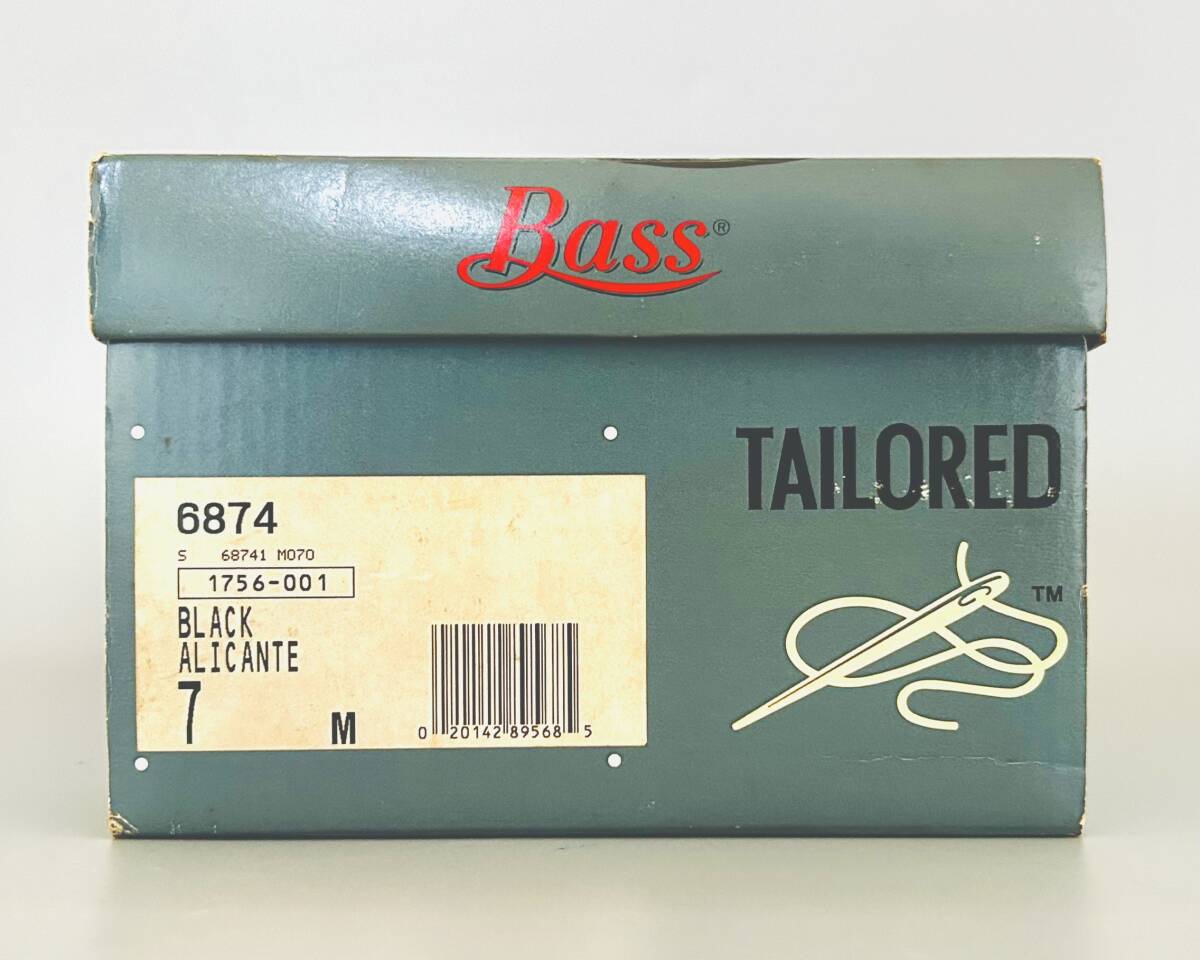 Bass®
TAILORED
™
6874
S 68741 M070
1756-001
BLACK
ALICANTE
7 M
0 20142 89568 5